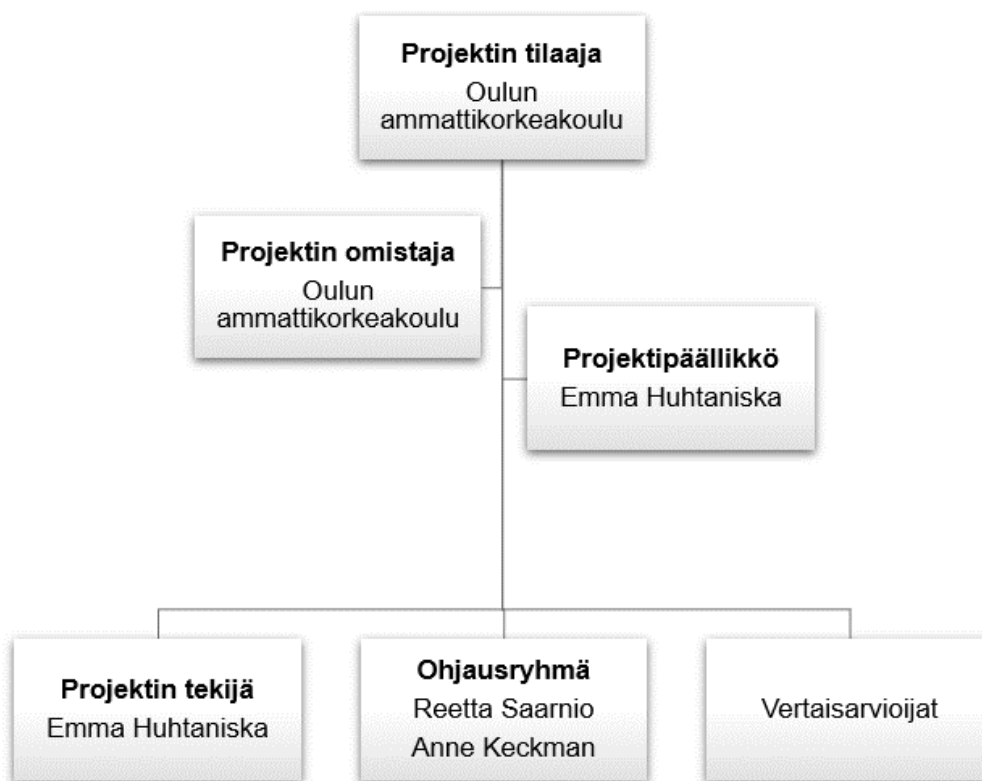 Projektin tilaaja
Oulun
ammattikorkeakoulu
Projektin omistaja
Oulun
ammattikorkeakoulu
Projektipäällikkö
Emma Huhtaniska
Projektin tekijä
Emma Huhtaniska
Ohjausryhmä
Reetta Saarnio
Anne Keckman
Vertaisarvioijat